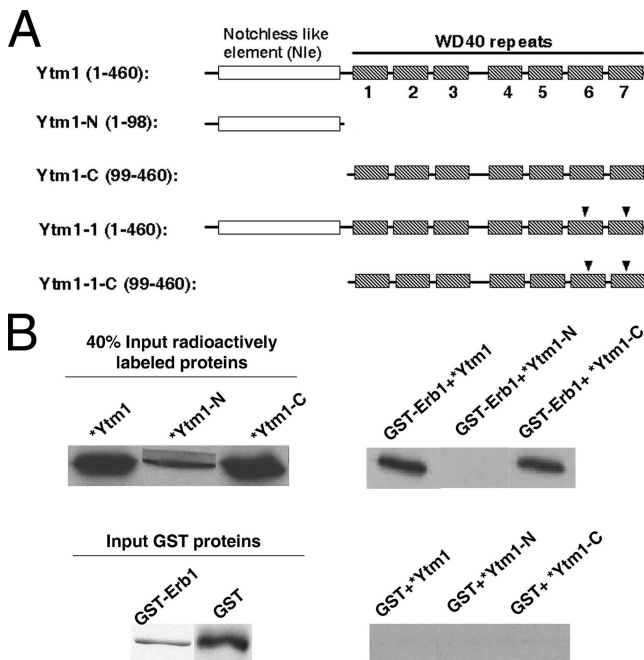 A
Notchless like
element (Nle)
WD40 repeats
Ytm1 (1-460):
1 2 3 4 5 6 7
Ytm1-N (1-98):
Ytm1-C (99-460):
Ytm1-1 (1-460):
Ytm1-1-C (99-460):
B
40% Input radioactively
labeled proteins
*Ytm1
*Ytm1-N
*Ytm1-C
GST-Erb1+*Ytm1
GST-Erb1+*Ytm1-N
GST-Erb1+ *Ytm1-C
Input GST proteins
GST-Erb1
GST
GST+*Ytm1
GST+*Ytm1-N
GST+ *Ytm1-C